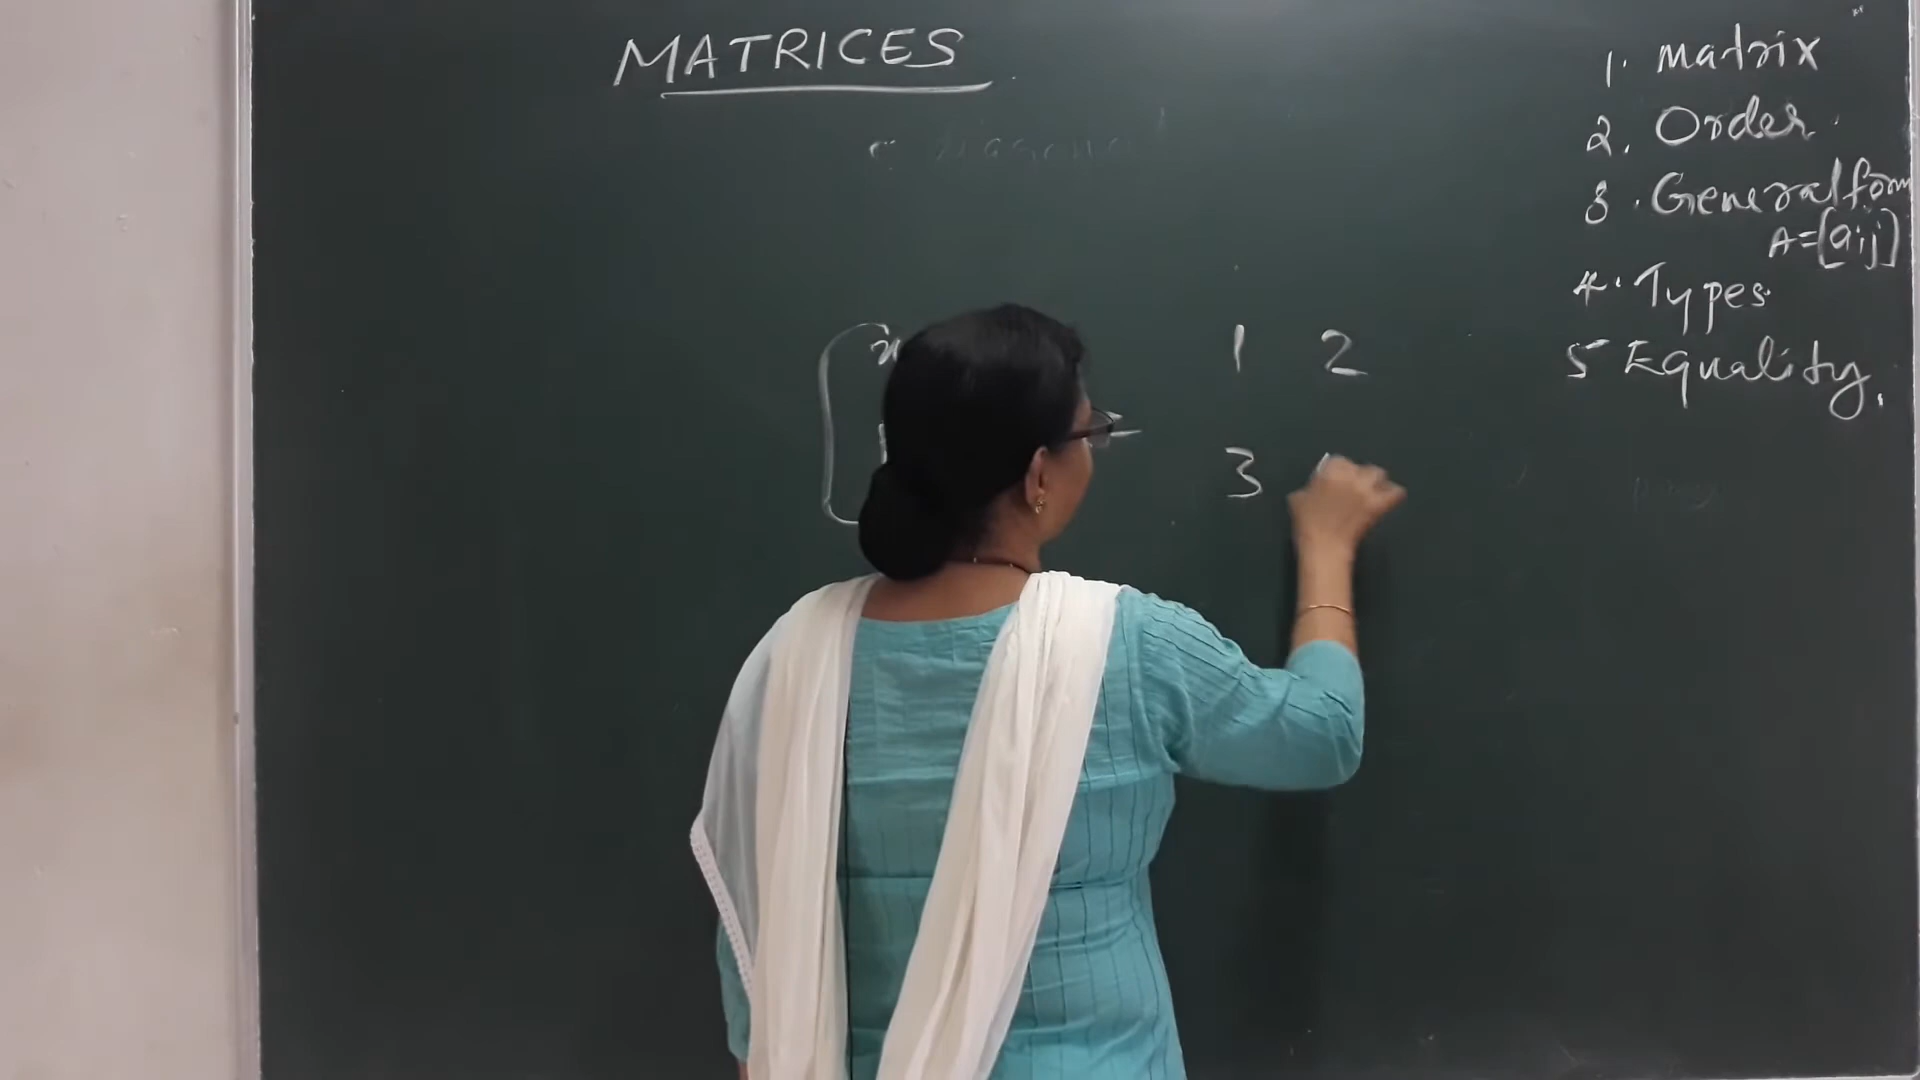 MATRICES
1. Matrix
2. Order
3. General form
A=[aij]
4. Types
5 Equality.
x 1 2
= 3